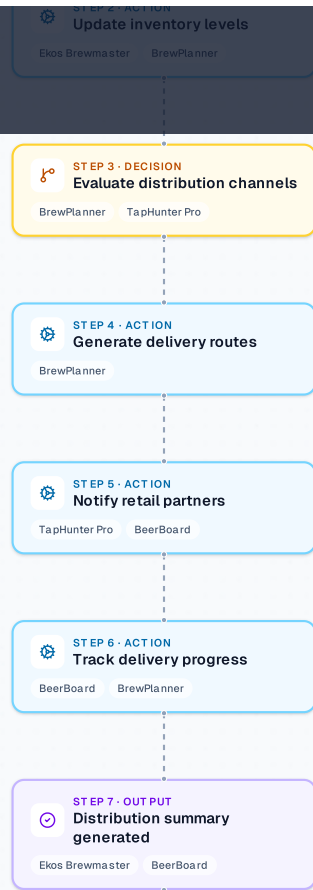 STEP 2 · ACTION
Update inventory levels
Ekos Brewmaster BrewPlanner
STEP 3 · DECISION
Evaluate distribution channels
BrewPlanner TapHunter Pro
STEP 4 · ACTION
Generate delivery routes
BrewPlanner
STEP 5 · ACTION
Notify retail partners
TapHunter Pro BeerBoard
STEP 6 · ACTION
Track delivery progress
BeerBoard BrewPlanner
STEP 7 · OUTPUT
Distribution summary
generated
Ekos Brewmaster BeerBoard